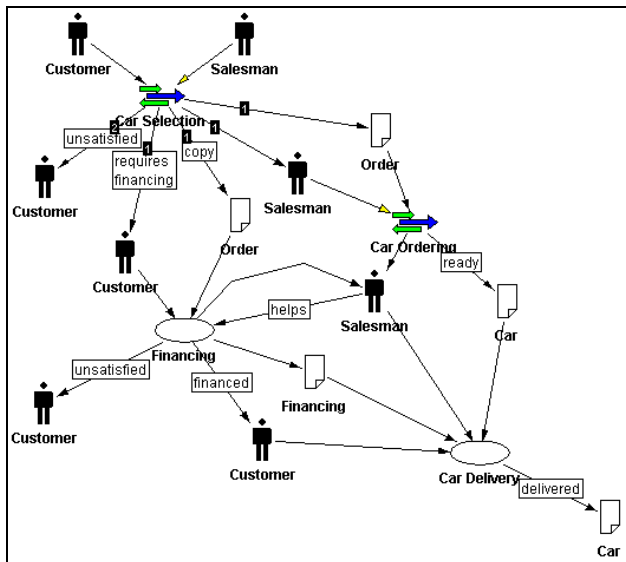 Customer
Salesman
1
Car Selection
2
1
1
1
unsatisfied
requires
financing
copy
Order
Customer
Salesman
Customer
Order
Car Ordering
ready
helps
Salesman
Car
Financing
unsatisfied
financed
Financing
Customer
Customer
Car Delivery
delivered
Car